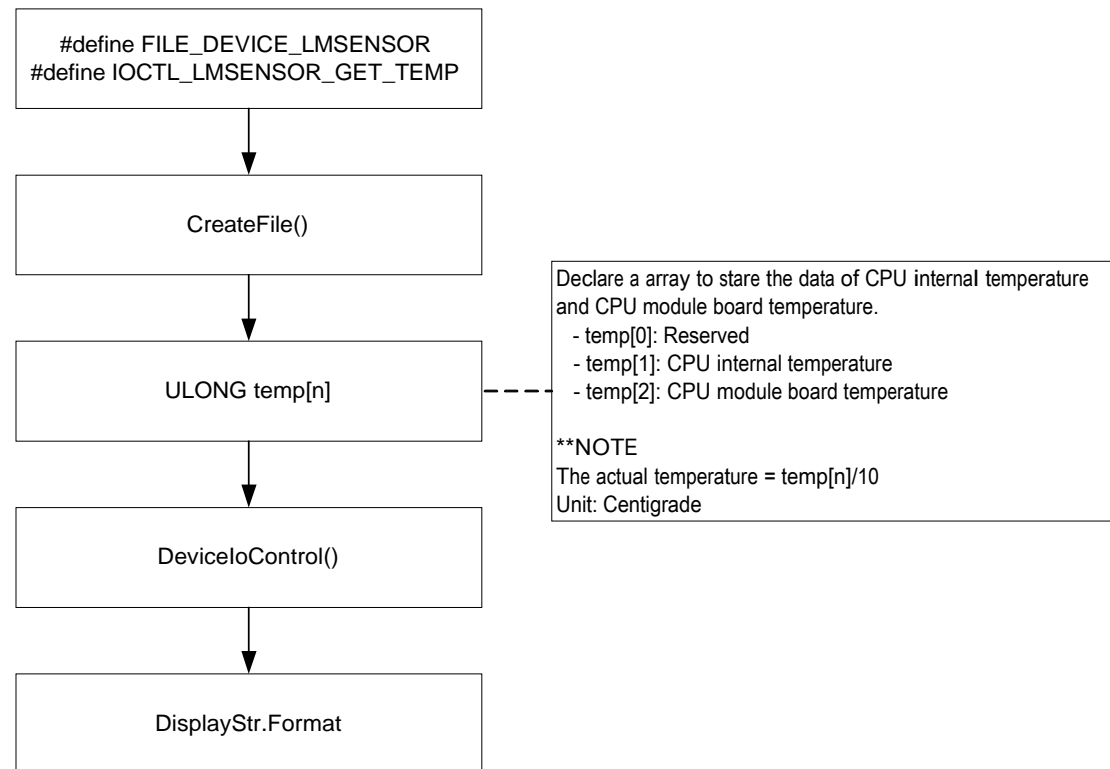 #define FILE_DEVICE_LMSENSOR
#define IOCTL_LMSENSOR_GET_TEMP
CreateFile()
ULONG temp[n]
Declare a array to stare the data of CPU internal temperature
and CPU module board temperature.
- temp[0]: Reserved
- temp[1]: CPU internal temperature
- temp[2]: CPU module board temperature
**NOTE
The actual temperature = temp[n]/10
Unit: Centigrade
DeviceIoControl()
DisplayStr.Format